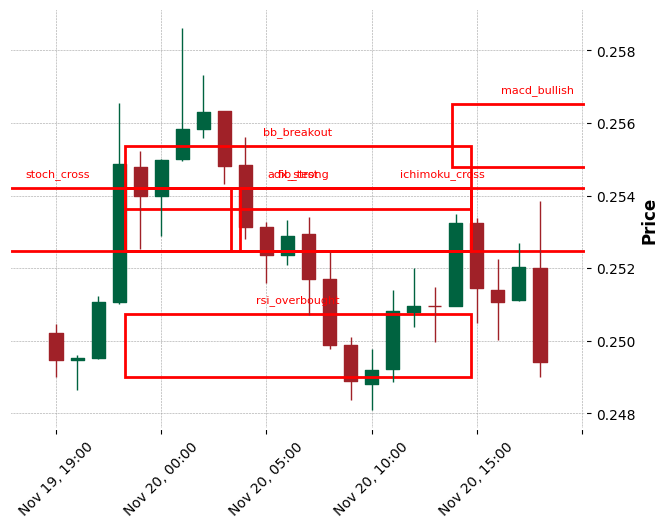 0.258
macd_bullish
0.256
bb_breakout
stoch_cross
fib_test
ichimoku_cross
0.254
Price
0.252
rsi_overbought
0.250
0.248
Nov 19, 19:00
Nov 20, 00:00
Nov 20, 05:00
Nov 20, 10:00
Nov 20, 15:00